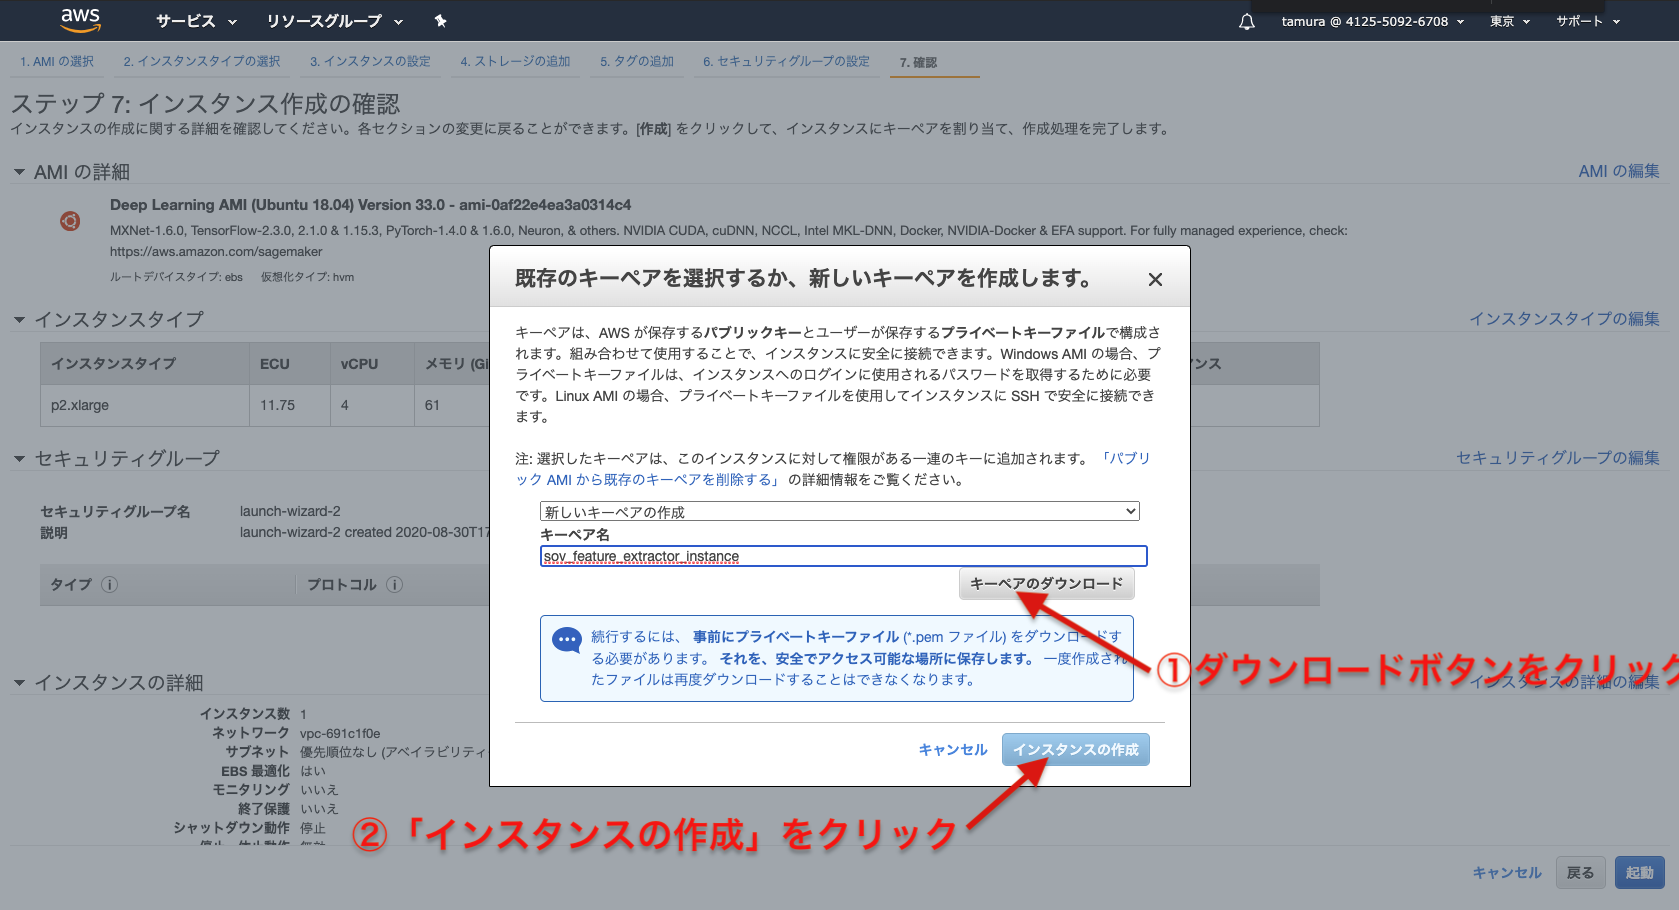 aws サービス リソースグループ tamura @ 4125-5092-6708 東京 サポート
1. AMI の選択 2. インスタンスタイプの選択 3. インスタンスの設定 4. ストレージの追加 5. タグの追加 6. セキュリティグループの設定 7. 確認
ステップ 7: インスタンス作成の確認
インスタンスの作成に関する詳細を確認してください。各セクションの変更に戻ることができます。[作成] をクリックして、インスタンスにキーペアを割り当て、作成処理を完了します。
AMI の詳細 AMI の編集
Deep Learning AMI (Ubuntu 18.04) Version 33.0 - ami-0af22e4ea3a0314c4
MXNet-1.6.0, TensorFlow-2.3.0, 2.1.0 & 1.15.3, PyTorch-1.4.0 & 1.6.0, Neuron, & others. NVIDIA CUDA, cuDNN, NCCL, Intel MKL-DNN, Docker, NVIDIA-Docker & EFA support. For fully managed experience, check:
https://aws.amazon.com/sagemaker
ルートデバイスタイプ: ebs 仮想化タイプ: hvm
インスタンスタイプ インスタンスタイプの編集
インスタンスタイプ ECU vCPU メモリ (Gi ンス
p2.xlarge 11.75 4 61
セキュリティグループ セキュリティグループの編集
セキュリティグループ名 launch-wizard-2
説明 launch-wizard-2 created 2020-08-30T17
タイプ プロトコル
インスタンスの詳細 インスタンスの詳細の編集
インスタンス数 1
ネットワーク vpc-691c1f0e
サブネット 優先順位なし (アベイラビリティ
EBS 最適化 はい
モニタリング いいえ
終了保護 いいえ
シャットダウン動作 停止
キャンセル 戻る 起動
既存のキーペアを選択するか、新しいキーペアを作成します。
キーペアは、AWS が保存するパブリックキーとユーザーが保存するプライベートキーファイルで構成さ
れます。組み合わせて使用することで、インスタンスに安全に接続できます。Windows AMI の場合、プ
ライベートキーファイルは、インスタンスへのログインに使用されるパスワードを取得するために必要
です。Linux AMI の場合、プライベートキーファイルを使用してインスタンスに SSH で安全に接続でき
ます。
注: 選択したキーペアは、このインスタンスに対して権限がある一連のキーに追加されます。 「パブリ
ック AMI から既存のキーペアを削除する」 の詳細情報をご覧ください。
新しいキーペアの作成
キーペア名
sov_feature_extractor_instance
キーペアのダウンロード
続行するには、 事前にプライベートキーファイル (*.pem ファイル) をダウンロードす
る必要があります。 それを、安全でアクセス可能な場所に保存します。 一度作成され
たファイルは再度ダウンロードすることはできなくなります。
キャンセル インスタンスの作成
①ダウンロードボタンをクリック
②「インスタンスの作成」をクリック